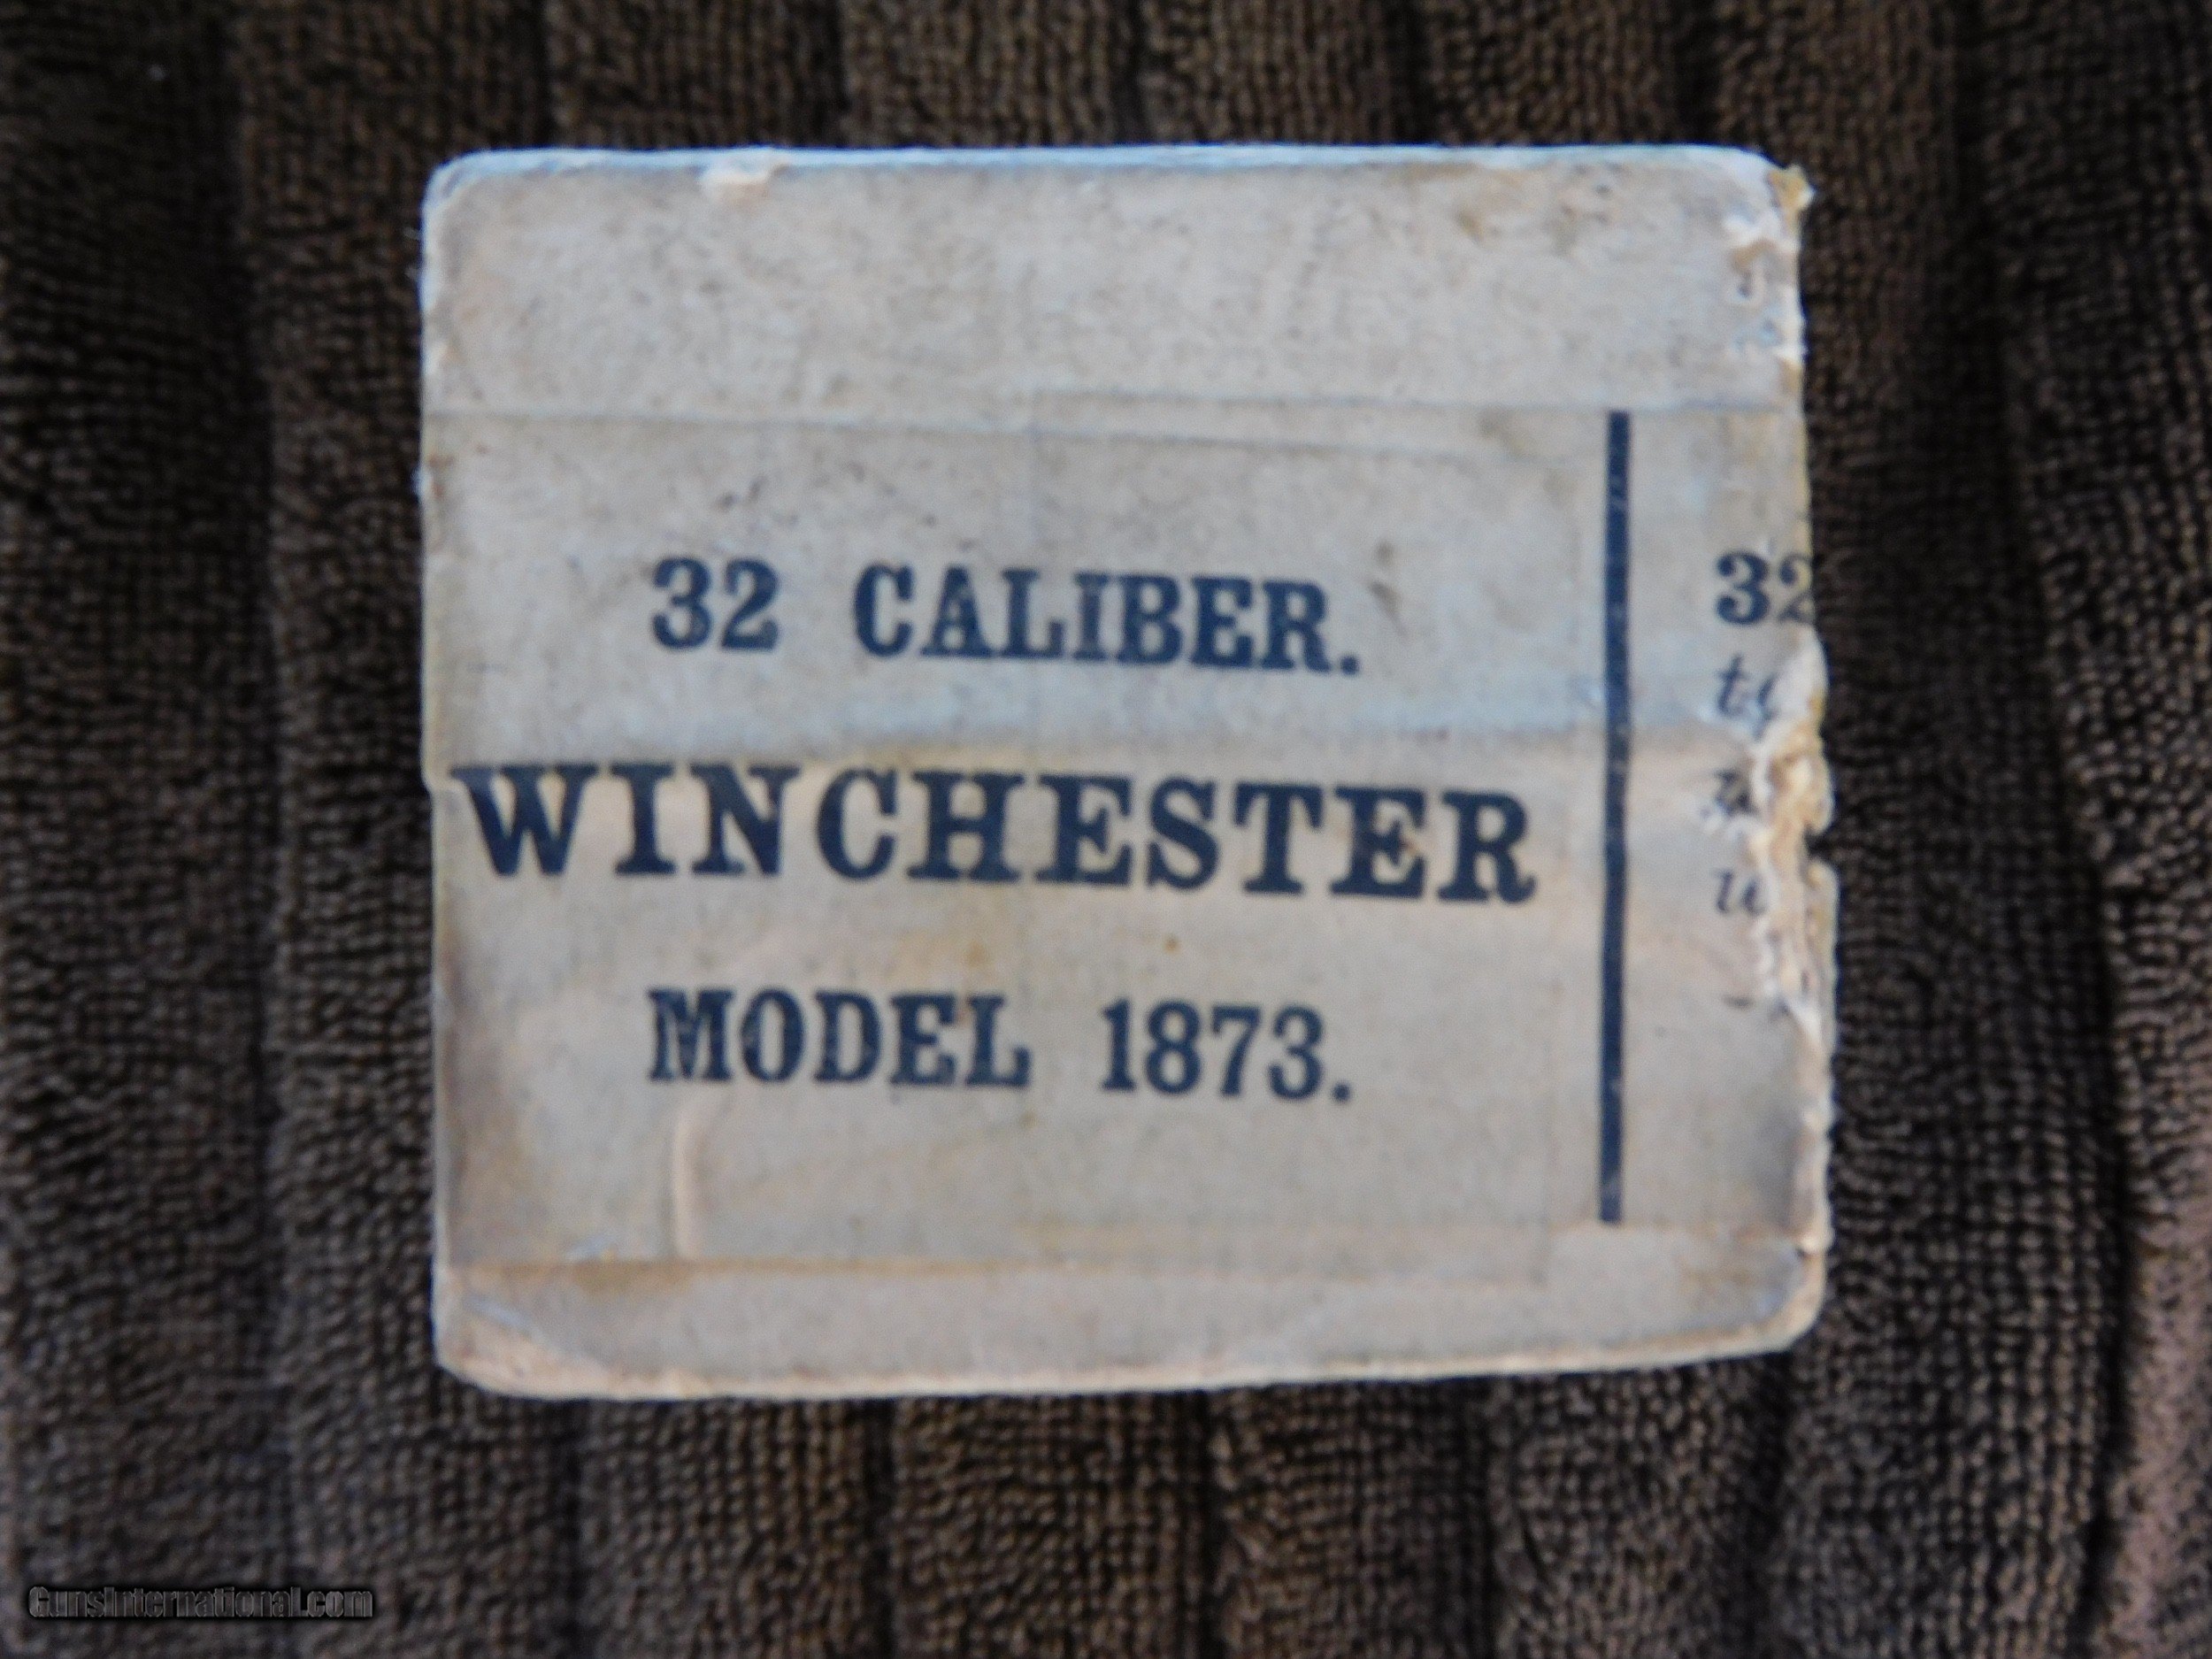 32 CALIBER.
WINCHESTER
MODEL 1873.
32
GunsInternational.com